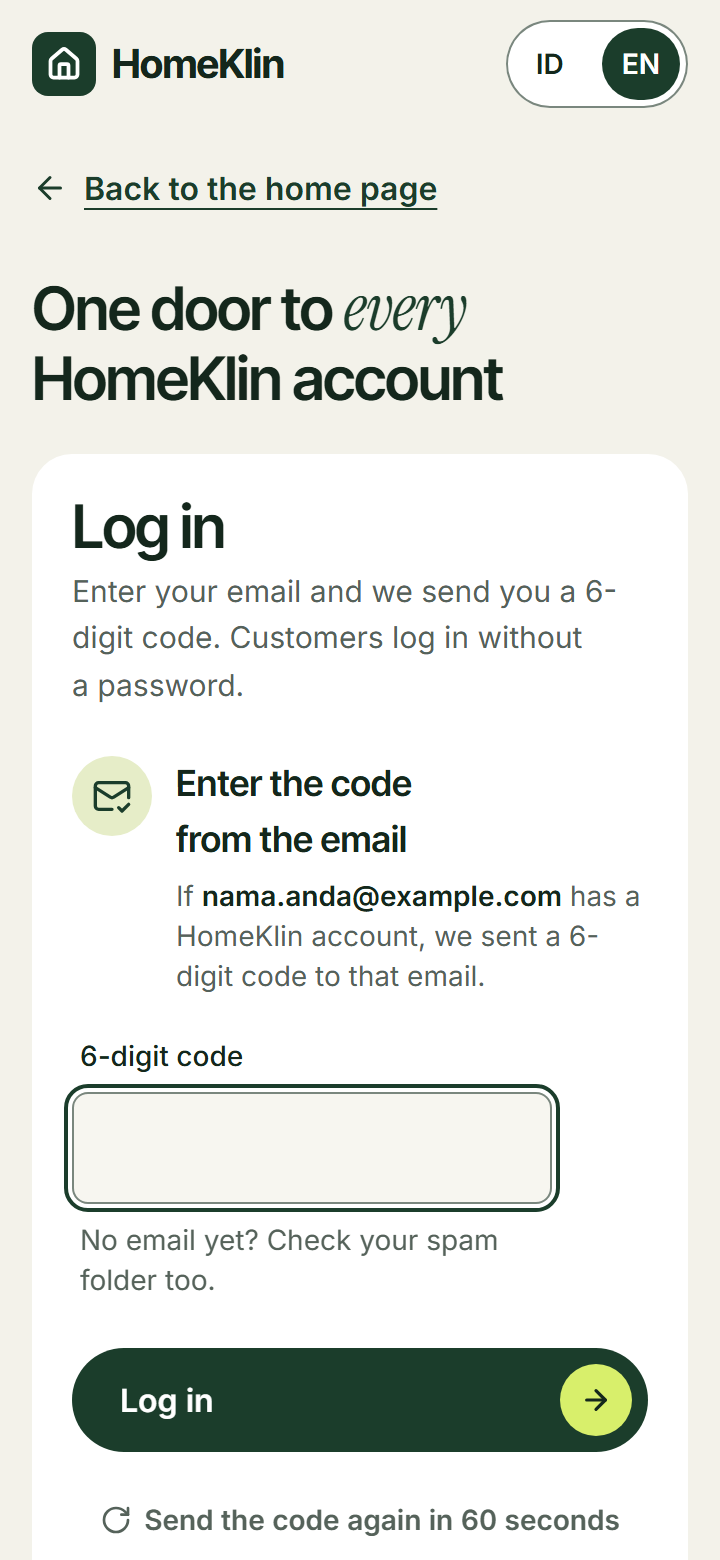 HomeKlin
ID EN
Back to the home page
One door to every
HomeKlin account
Log in
Enter your email and we send you a 6-
digit code. Customers log in without
a password.
Enter the code
from the email
If nama.anda@example.com has a
HomeKlin account, we sent a 6-
digit code to that email.
6-digit code
No email yet? Check your spam
folder too.
Log in
Send the code again in 60 seconds